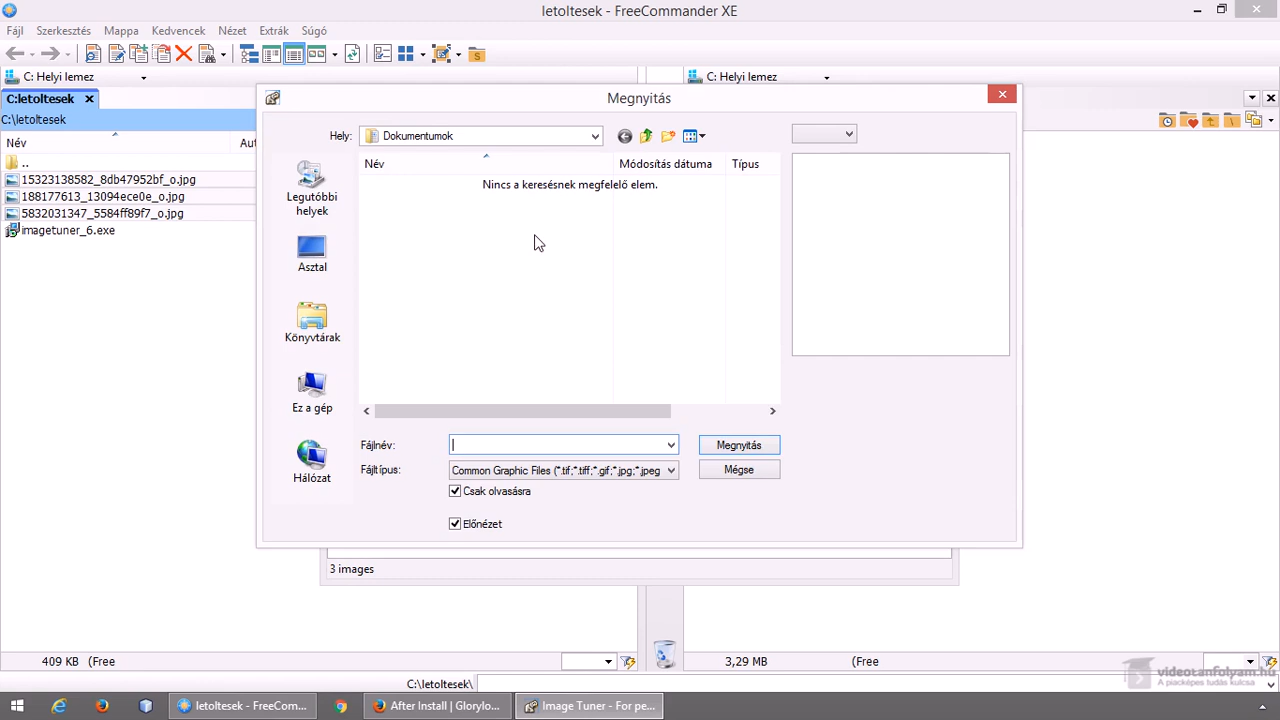 letoltesek - FreeCommander XE
Fájl Szerkesztés Mappa Kedvencek Nézet Extrák Súgó
C: Helyi lemez
C: Helyi lemez
C:letoltesek
C:\letoltesek
Név
Aut
..
15323138582_8db47952bf_o.jpg
188177613_13094ece0e_o.jpg
5832031347_5584ff89f7_o.jpg
imagetuner_6.exe
Megnyitás
Hely: Dokumentumok
Név Módosítás dátuma Típus
Nincs a keresésnek megfelelő elem.
Legutóbbi
helyek
Asztal
Könyvtárak
Ez a gép
Hálózat
Fájlnév: Megnyitás
Fájltípus: Common Graphic Files (*.tif;*.tiff;*.gif;*.jpg;*.jpeg Mégse
Csak olvasásra
Előnézet
3 images
409 KB (Free
3,29 MB (Free
C:\letoltesek\
videotanfolyam.hu
A piacképes tudás kulcsa
letoltesek - FreeCom... After Install | Glorylo... Image Tuner - For pe...